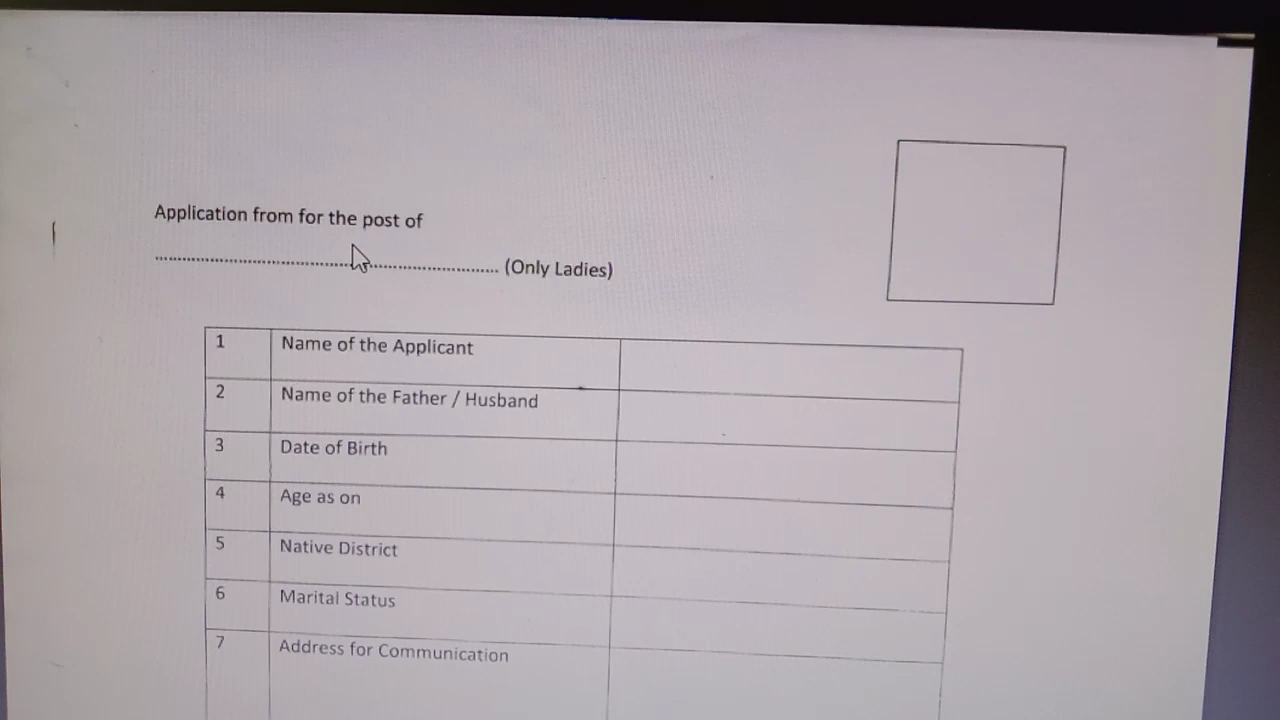 Application from for the post of
.......................................................................... (Only Ladies)
1 Name of the Applicant
2 Name of the Father / Husband
3 Date of Birth
4 Age as on
5 Native District
6 Marital Status
7 Address for Communication